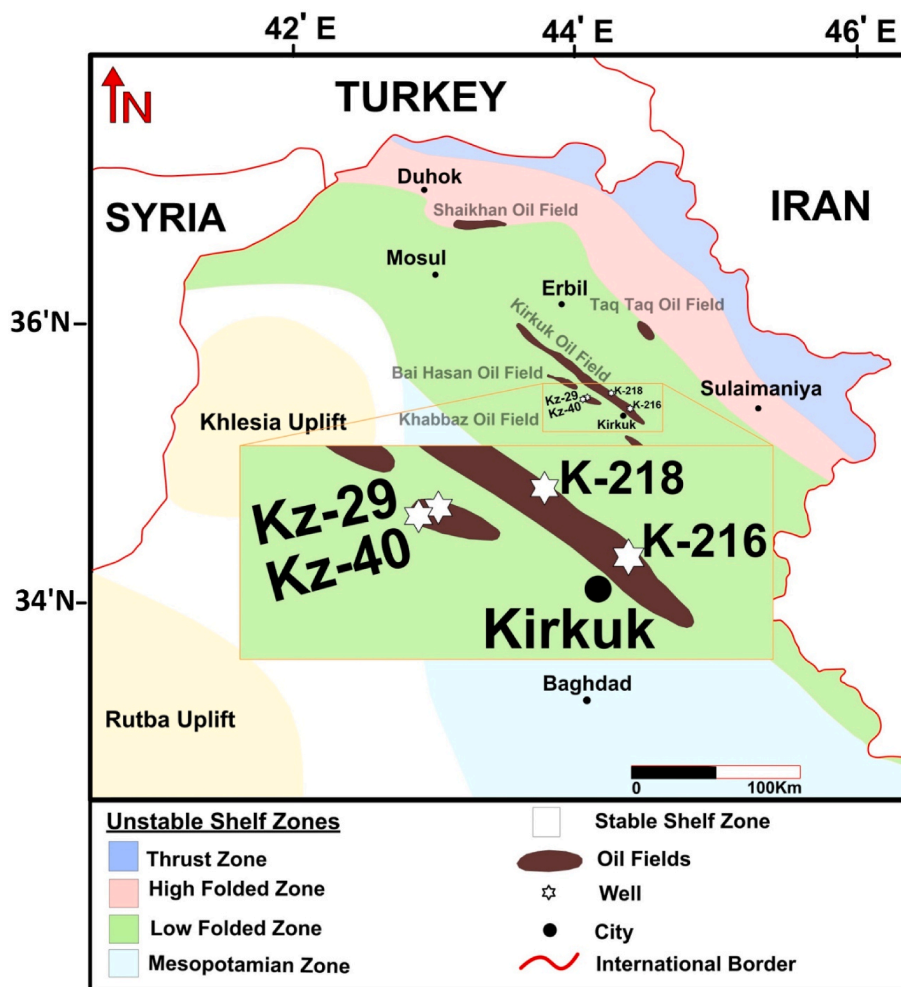 42' E
44' E
46' E
N
TURKEY
SYRIA
IRAN
Duhok
Shaikhan Oil Field
Mosul
Erbil
36'N
Taq Taq Oil Field
Kirkuk Oil Field
Bai Hasan Oil Field
K-218
Sulaimaniya
Kz-29
Kz-40
K-216
Khlesia Uplift
Khabbaz Oil Field
Kirkuk
K-218
Kz-29
K-216
Kz-40
34'N
Kirkuk
Baghdad
Rutba Uplift
0 100Km
Unstable Shelf Zones
Thrust Zone
High Folded Zone
Low Folded Zone
Mesopotamian Zone
Stable Shelf Zone
Oil Fields
Well
City
International Border